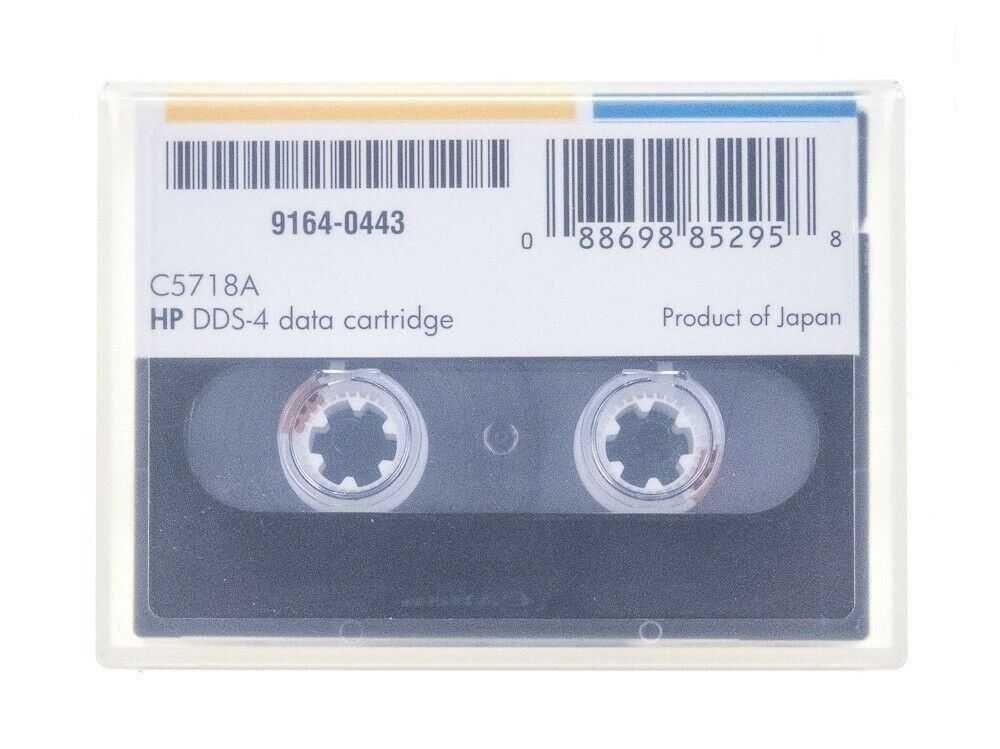 9164-0443
0 88698 85295 8
C5718A
HP DDS-4 data cartridge
Product of Japan